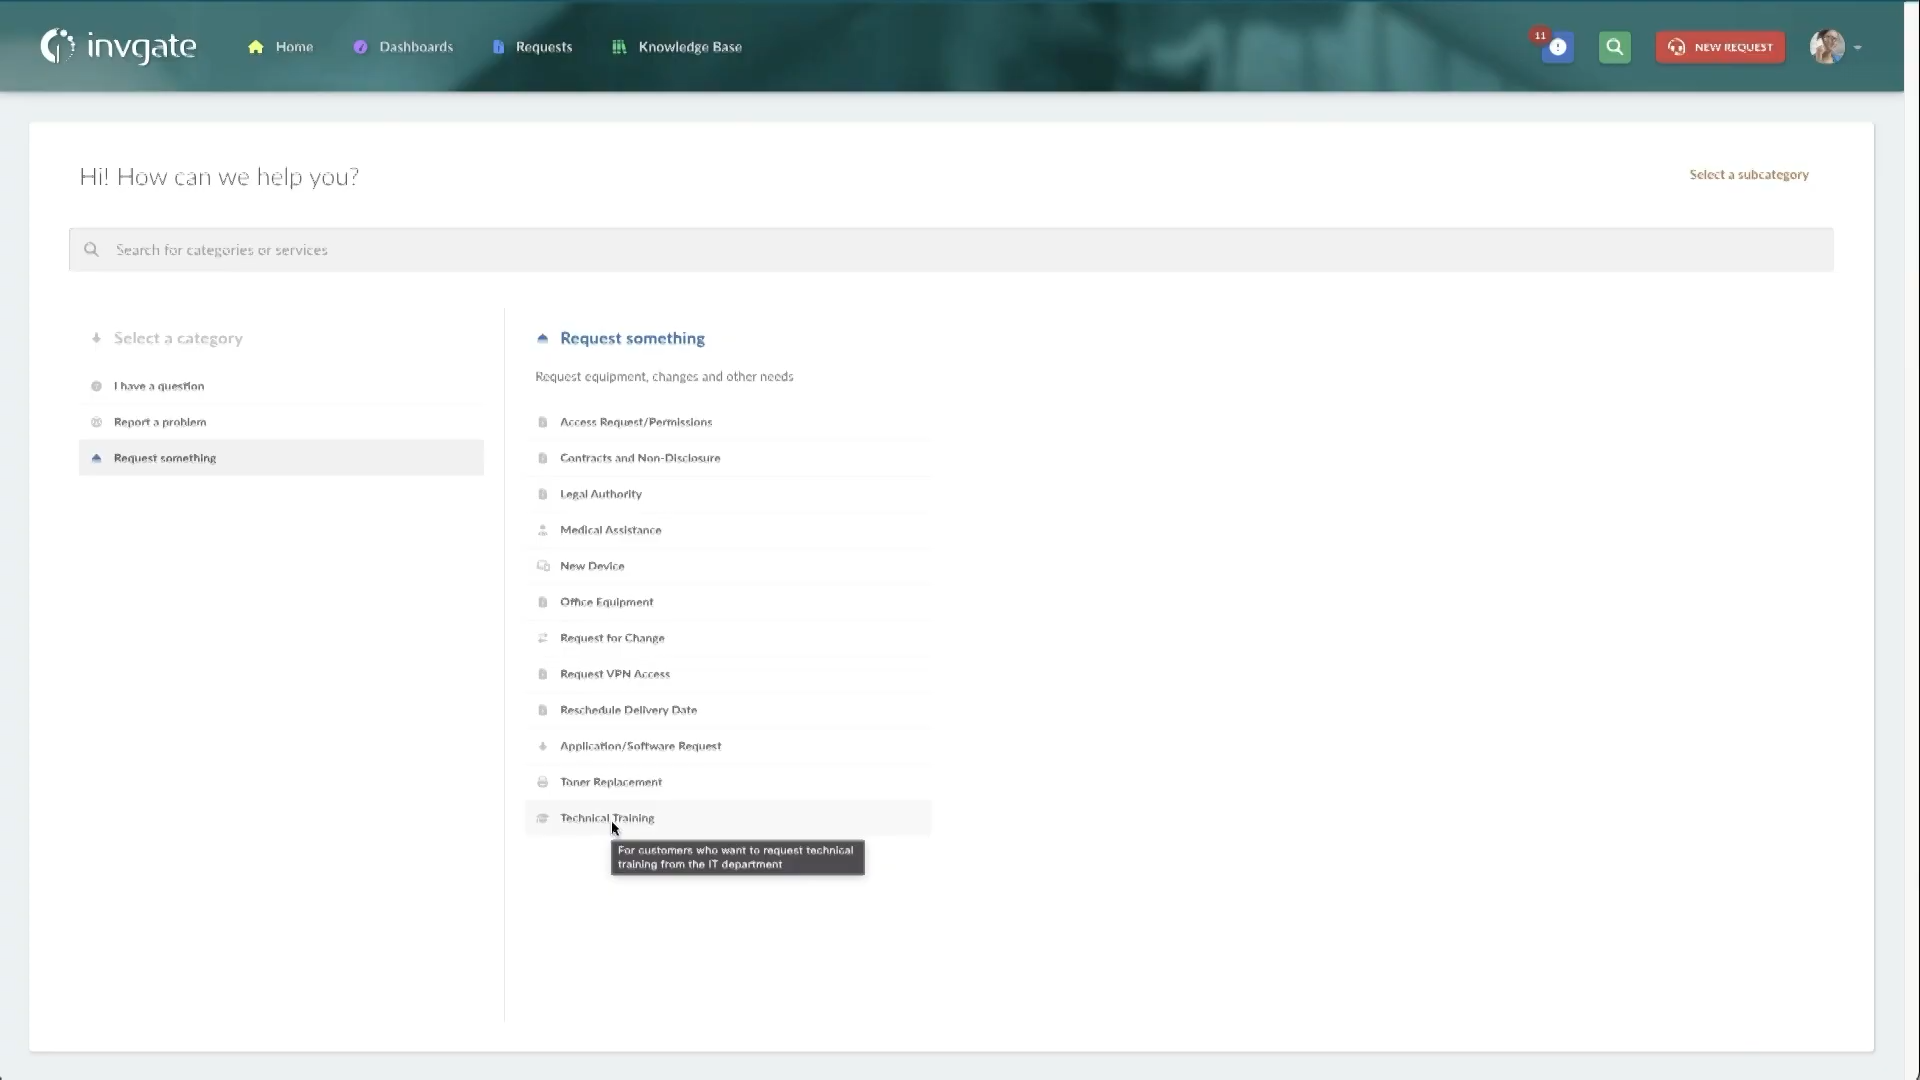 invgate
Home
Dashboards
Requests
Knowledge Base
11
NEW REQUEST
Hi! How can we help you?
Select a subcategory
Search for categories or services
Select a category
I have a question
Report a problem
Request something
Request something
Request equipment, changes and other needs
Access Request/Permissions
Contracts and Non-Disclosure
Legal Authority
Medical Assistance
New Device
Office Equipment
Request for Change
Request VPN Access
Reschedule Delivery Date
Application/Software Request
Toner Replacement
Technical Training
For customers who want to request technical
training from the IT department